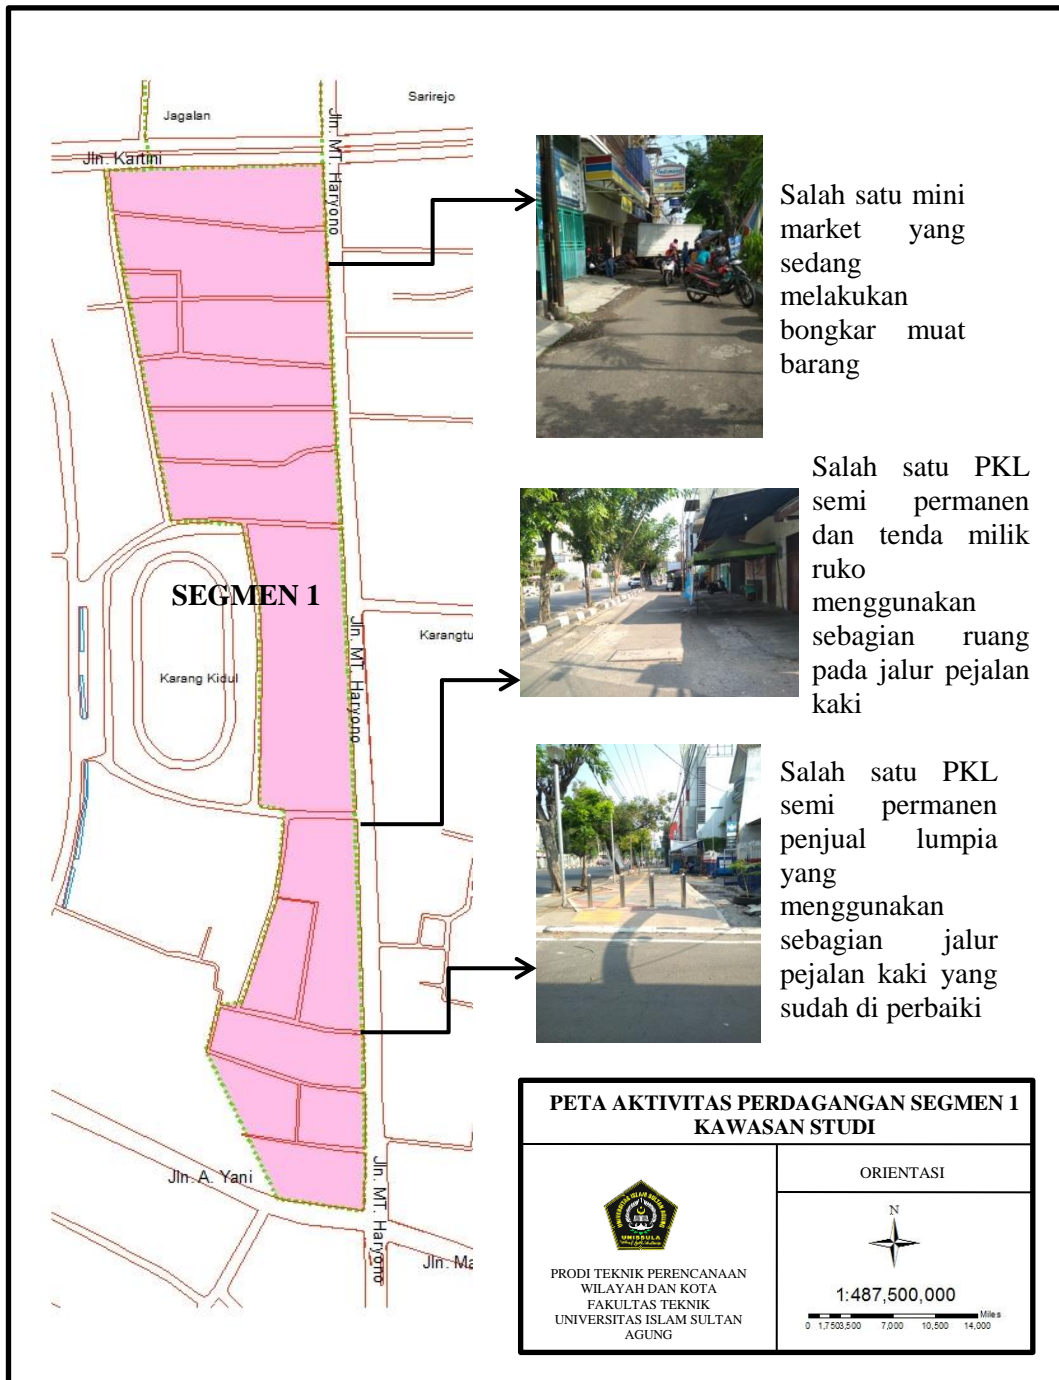 Sarirejo
Jagalan
Jln. Kartini
Jln. MT. Haryono
Salah satu mini
market yang
sedang
melakukan
bongkar muat
barang
Salah satu PKL
semi permanen
dan tenda milik
ruko
menggunakan
sebagian ruang
pada jalur pejalan
kaki
SEGMEN 1
Karang Kidul
Jln. MT. Haryono
Karangtu
Salah satu PKL
semi permanen
penjual lumpia
yang
menggunakan
sebagian jalur
pejalan kaki yang
sudah di perbaiki
Jln. A. Yani
Jln. MT. Haryono
Jln. Ma
PETA AKTIVITAS PERDAGANGAN SEGMEN 1
KAWASAN STUDI
UNIVERSITAS ISLAM SULTAN AGUNG
UNISSULA
PRODI TEKNIK PERENCANAAN
WILAYAH DAN KOTA
FAKULTAS TEKNIK
UNIVERSITAS ISLAM SULTAN
AGUNG
ORIENTASI
N
1:487,500,000
Miles
0 1,750 3,500 7,000 10,500 14,000